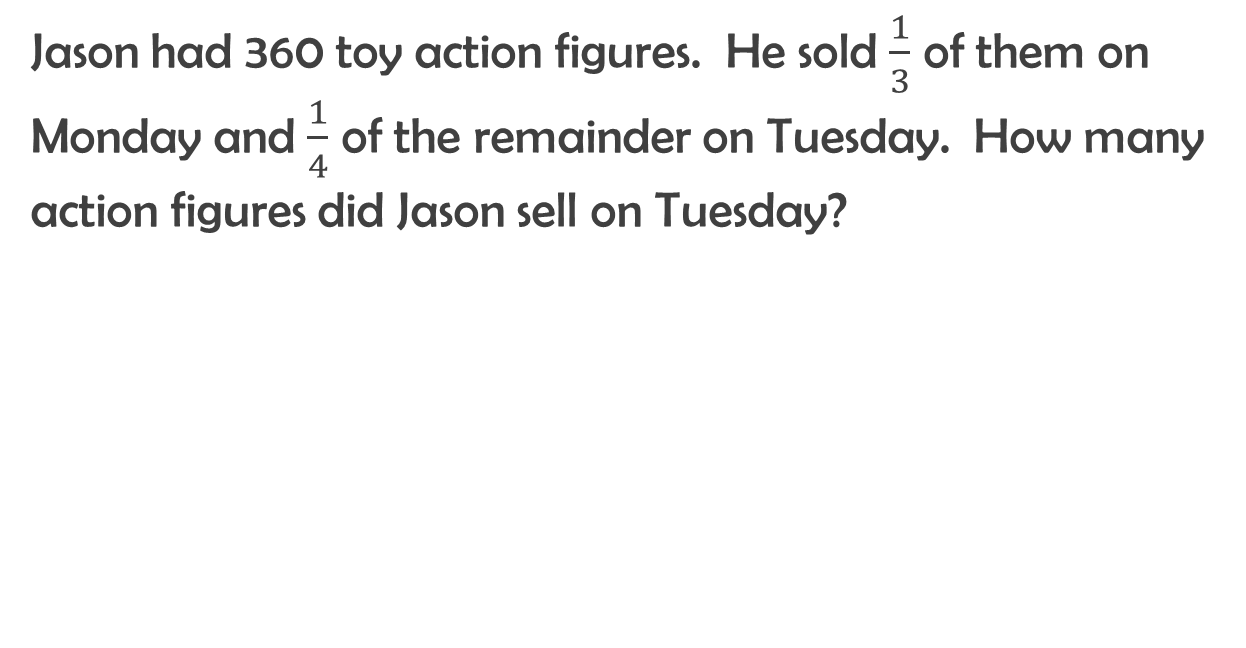 Jason had 360 toy action figures.  He sold 1/3 of them on
Monday and 1/4 of the remainder on Tuesday.  How many
action figures did Jason sell on Tuesday?